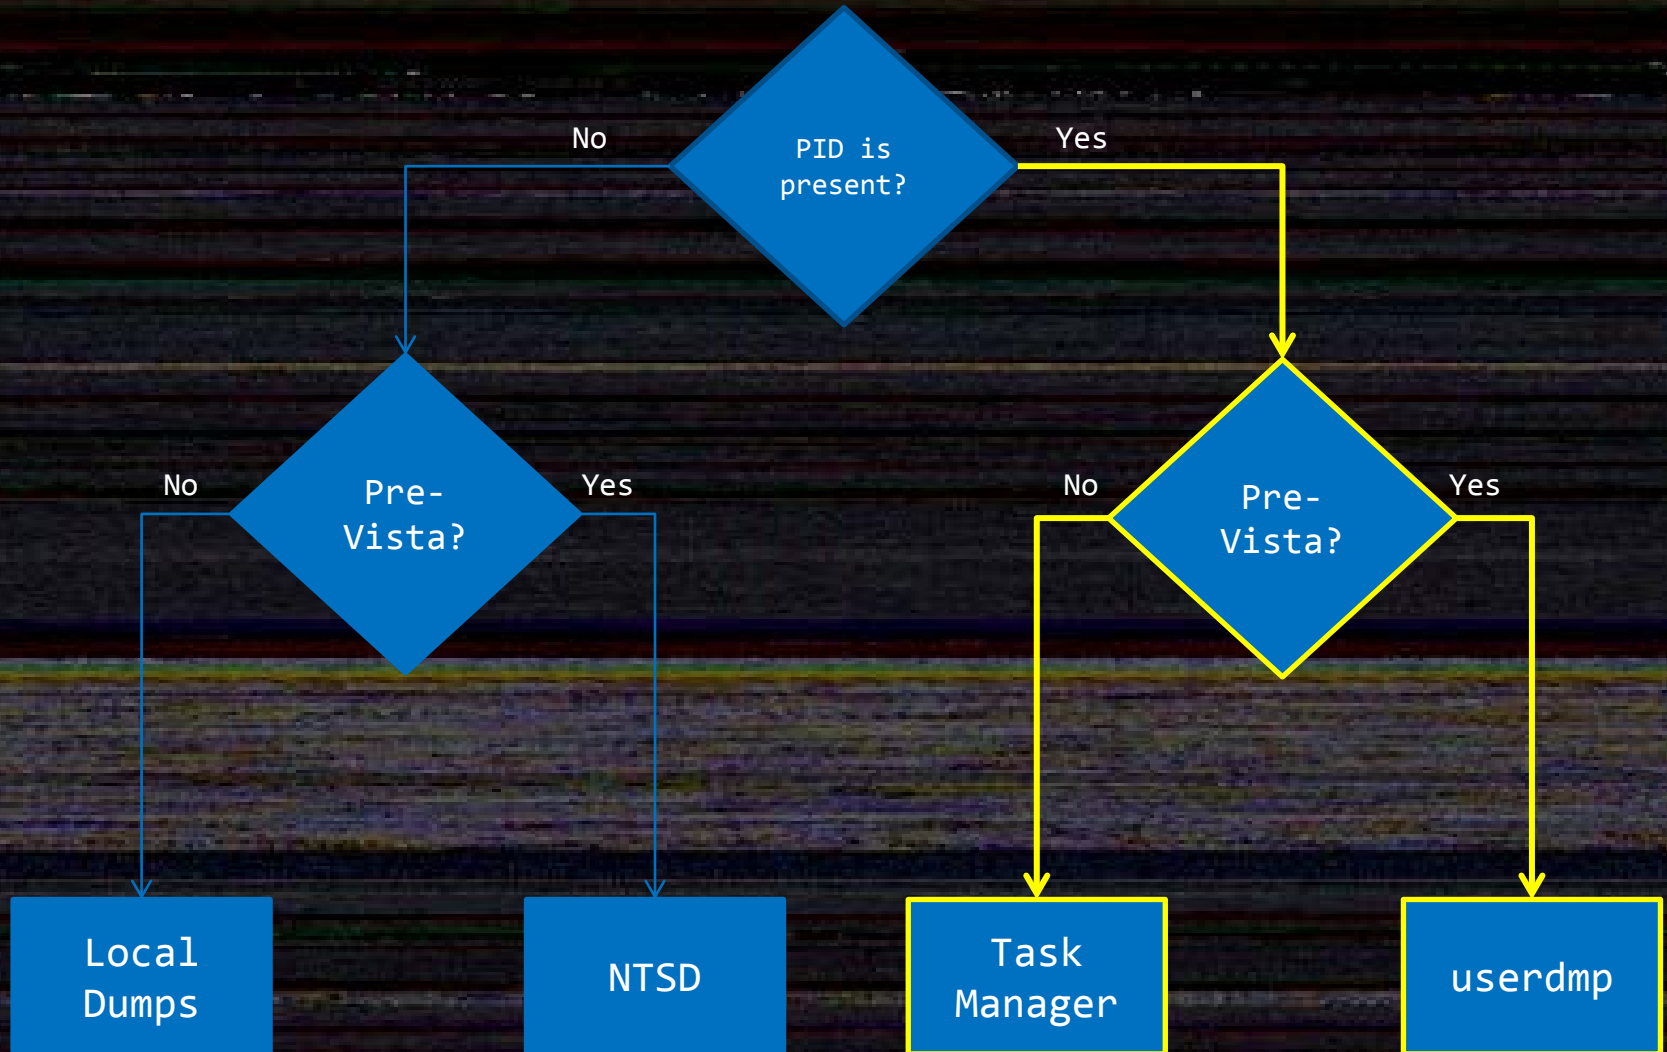 No
PID is
present?
Yes
No
Pre-
Vista?
Yes
No
Pre-
Vista?
Yes
Local
Dumps
NTSD
Task
Manager
userdmp